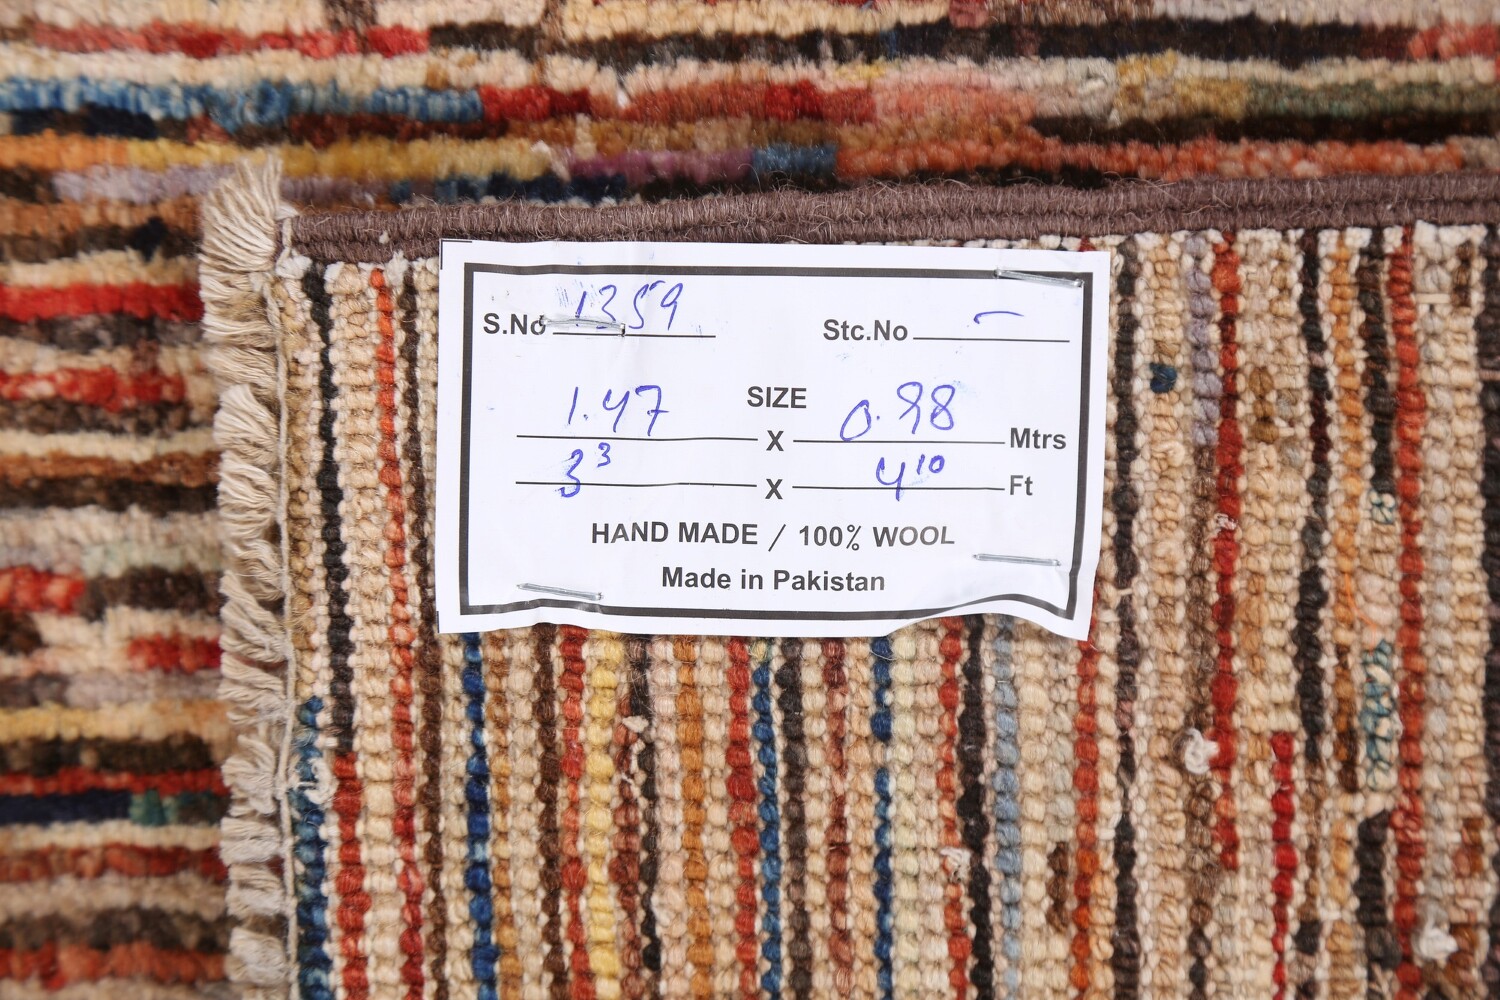 S.No 1359 Stc.No -
SIZE
1.47 X 0.98 Mtrs
3³ X 4¹⁰ Ft
HAND MADE / 100% WOOL
Made in Pakistan